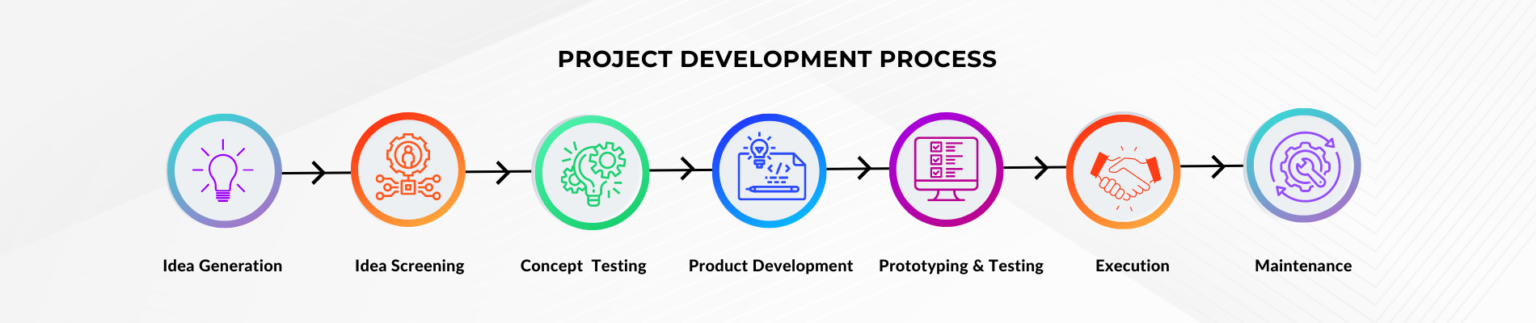 PROJECT DEVELOPMENT PROCESS
Idea Generation
Idea Screening
Concept Testing
Product Development
Prototyping & Testing
Execution
Maintenance